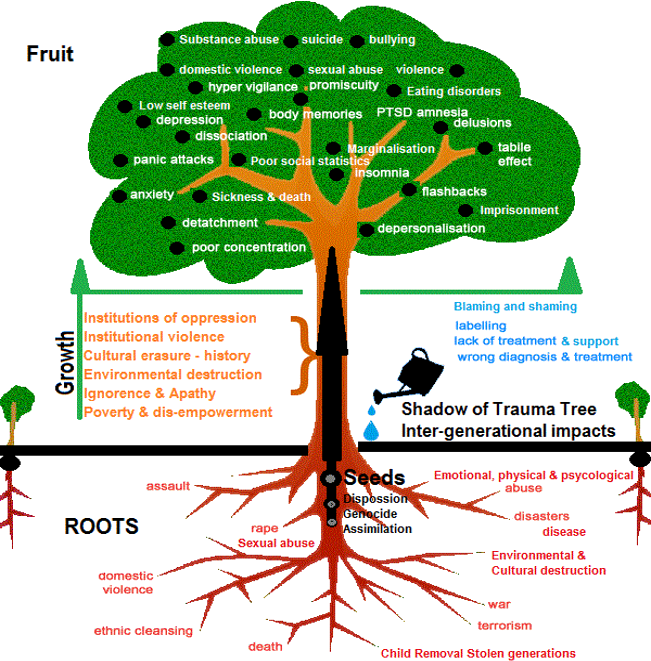 Fruit
Substance abuse
suicide
bullying
domestic violence
sexual abuse
violence
hyper vigilance
promiscuity
Eating disorders
Low self esteem
depression
body memories
PTSD amnesia
delusions
dissociation
Marginalisation
tabile
effect
panic attacks
Poor social statistics
insomnia
anxiety
Sickness & death
flashbacks
Imprisonment
detatchment
depersonalisation
poor concentration
Growth
Institutions of oppression
Institutional violence
Cultural erasure - history
Environmental destruction
Ignorence & Apathy
Poverty & dis-empowerment
Blaming and shaming
labelling
lack of treatment & support
wrong diagnosis & treatment
Shadow of Trauma Tree
Inter-generational impacts
ROOTS
Seeds
Dispossion
Genocide
Assimilation
assault
rape
Sexual abuse
domestic
violence
ethnic cleansing
death
Emotional, physical & psycological
abuse
disasters
disease
Environmental &
Cultural destruction
war
terrorism
Child Removal Stolen generations